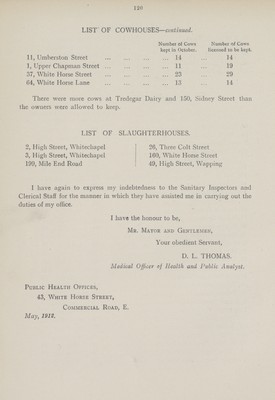 110
LIST OF COWHOUSES—continued.
Number of Cows kept in October. Number of Cows licensed to be kept.
11, Umberston Street ... ... ... ... 14 ... 14
1, Upper Chapman Street ... ... ... ... 11 ... 19
37, White Horse Street ... ... ... ... 23 ... 29
64, White Horse Lane ... ... ... ... 13 ... 14
There were more cows at Tredegar Dairy and 150, Sidney Street than
the owners were allowed to keep.
LIST OF SLAUGHTERHOUSES.
2, High Street, Whitechapel 26, Three Colt Street
3, High Street, Whitechapel 160, White Horse Street
199, Mile End Road 49, High Street, Wapping
I have again to express my indebtedness to the Sanitary Inspectors and
Clerical Staff for the manner in which they have assisted me in carrying out the
duties of my office.
I have the honour to be,
MR. MAYOR AND GENTLEMEN,
Your obedient Servant,
D. L. THOMAS.
Medical Officer of Health and Public Analyst.
PUBLIC HEALTH OFFICES,
43, WHITE HORSE STREET,
COMMERCIAL ROAD, E.
May, 1912.